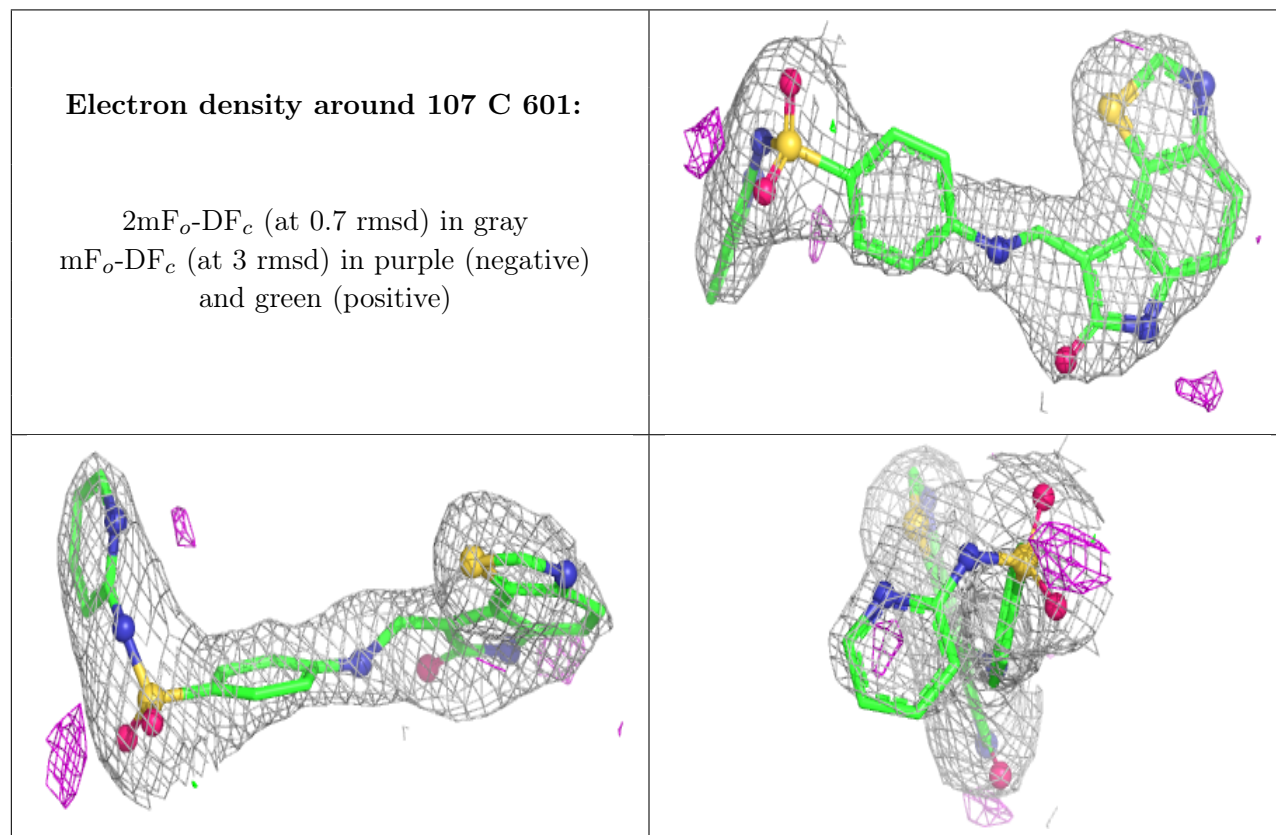 Electron density around 107 C 601:
2mFo-DFc (at 0.7 rmsd) in gray
mFo-DFc (at 3 rmsd) in purple (negative)
and green (positive)